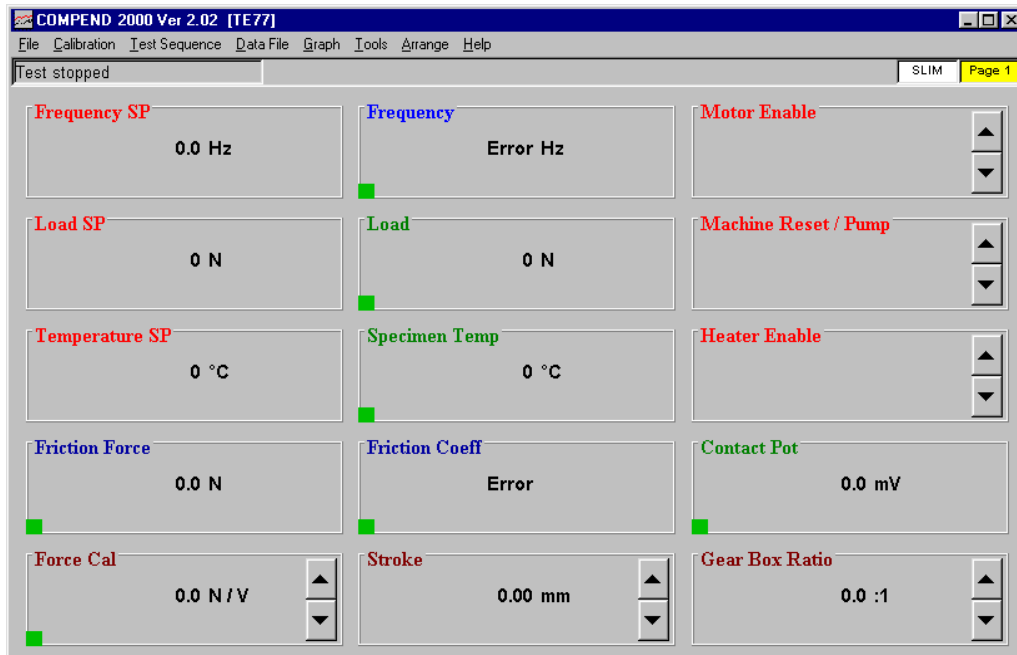 COMPEND 2000 Ver 2.02 [TE77]
File Calibration Test Sequence Data File Graph Tools Arrange Help
Test stopped SLIM Page 1
Frequency SP Frequency Motor Enable
0.0 Hz Error Hz
Load SP Load Machine Reset / Pump
0 N 0 N
Temperature SP Specimen Temp Heater Enable
0 °C 0 °C
Friction Force Friction Coeff Contact Pot
0.0 N Error 0.0 mV
Force Cal Stroke Gear Box Ratio
0.0 N / V 0.00 mm 0.0 :1